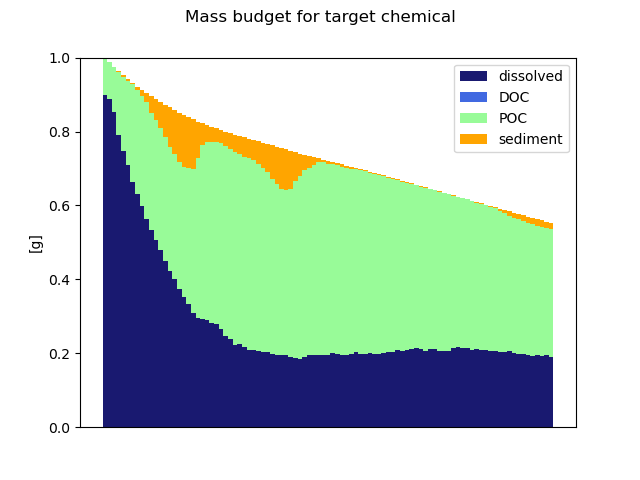 Mass budget for target chemical
1.0
0.8
0.6
0.4
0.2
0.0
[g]
dissolved
DOC
POC
sediment